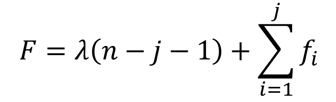 F = λ(n − j − 1) + ∑_{i=1}^{j} f_i